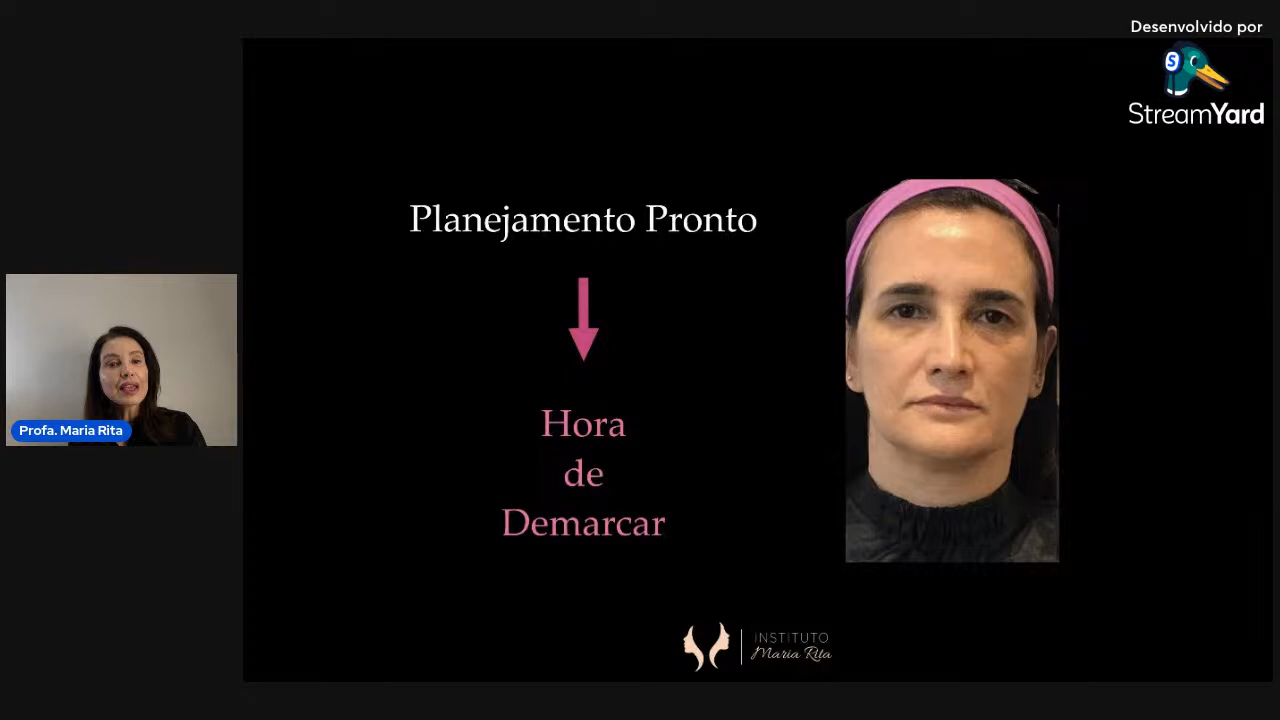 Desenvolvido por
StreamYard
Planejamento Pronto
Hora
de
Demarcar
Profa. Maria Rita
INSTITUTO
Maria Rita